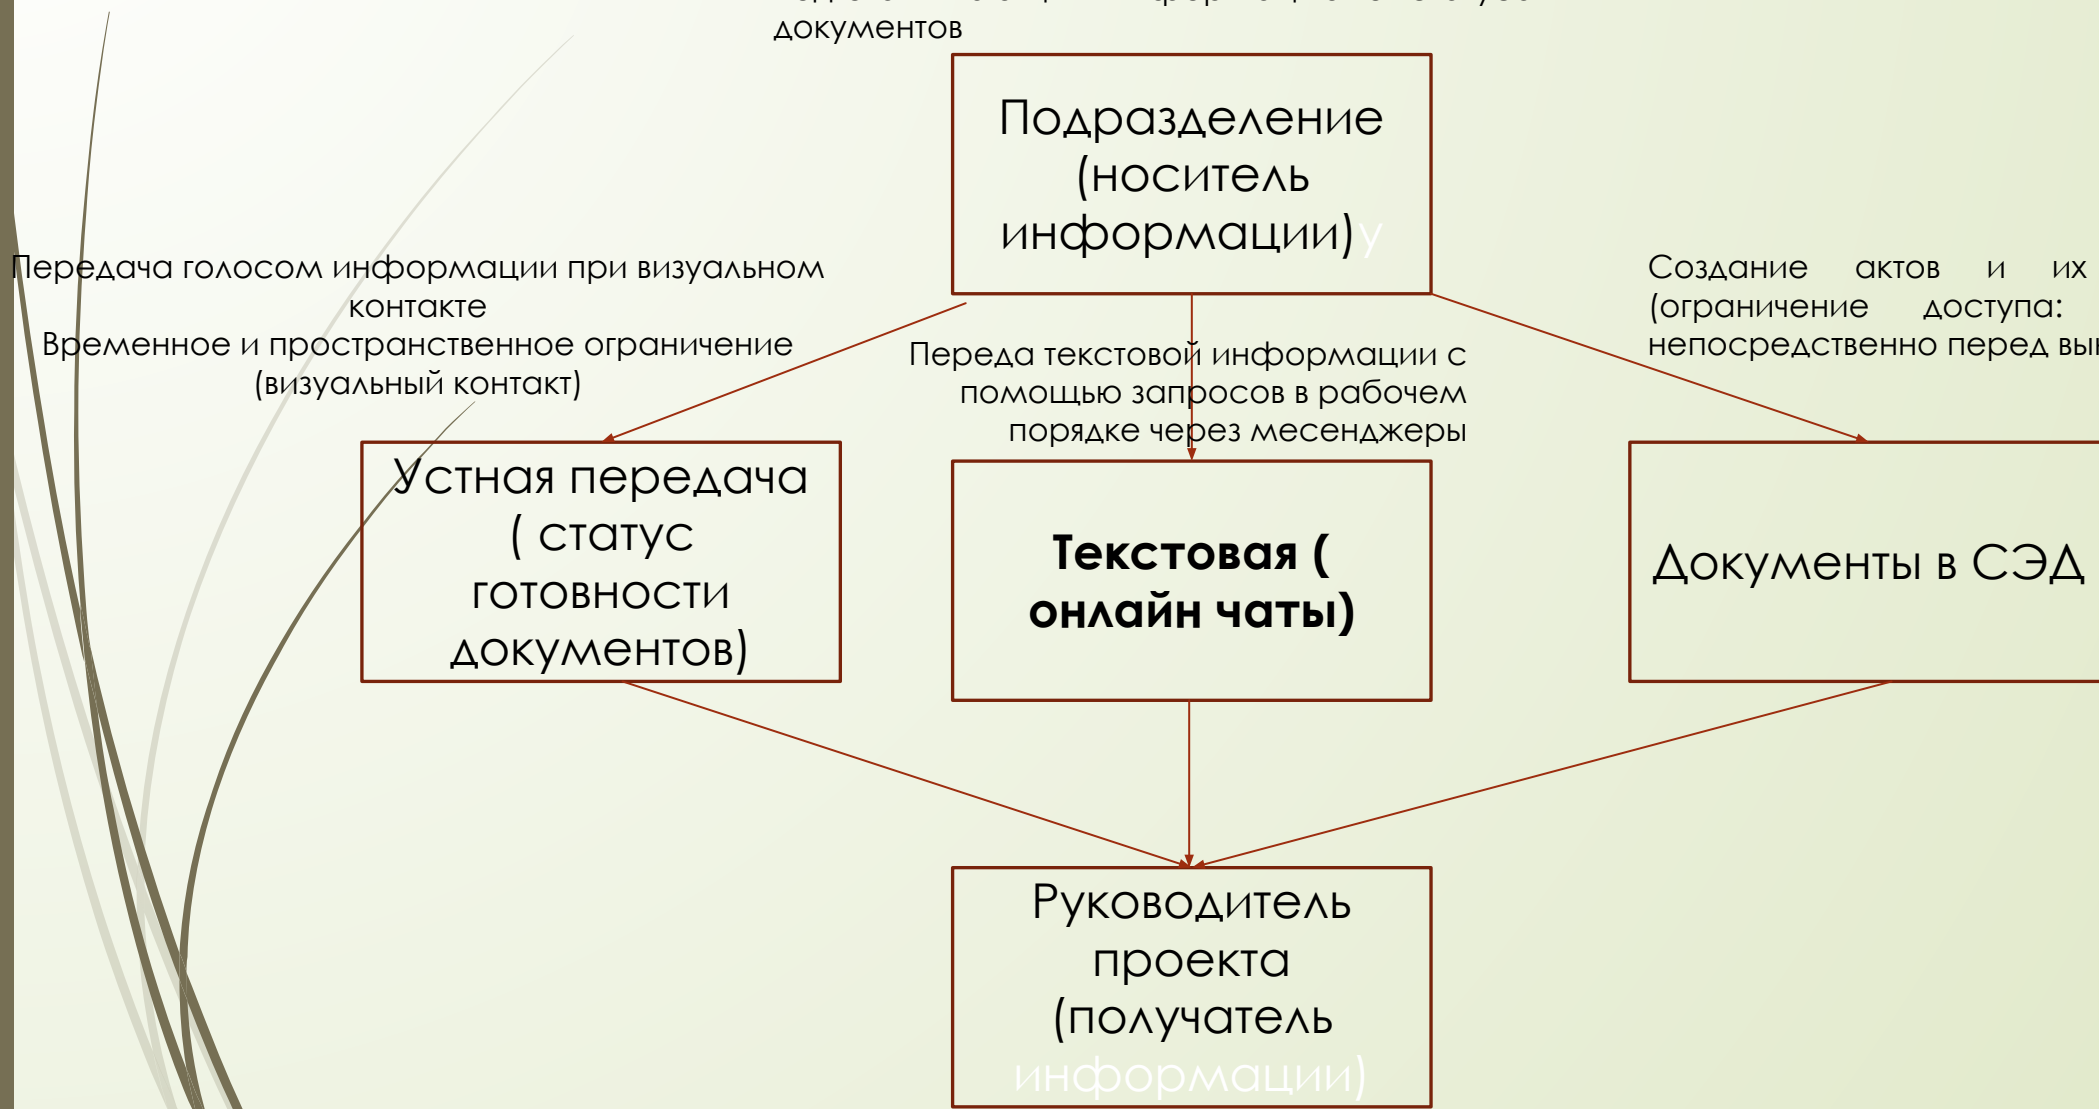 документов
Подразделение
(носитель
информации)у
Передача голосом информации при визуальном
контакте
Временное и пространственное ограничение
(визуальный контакт)
Переда текстовой информации с
помощью запросов в рабочем
порядке через месенджеры
Создание актов и их
(ограничение доступа:
непосредственно перед
Устная передача
( статус
готовности
документов)
Текстовая (
онлайн чаты)
Документы в СЭД
Руководитель
проекта
(получатель
информации)